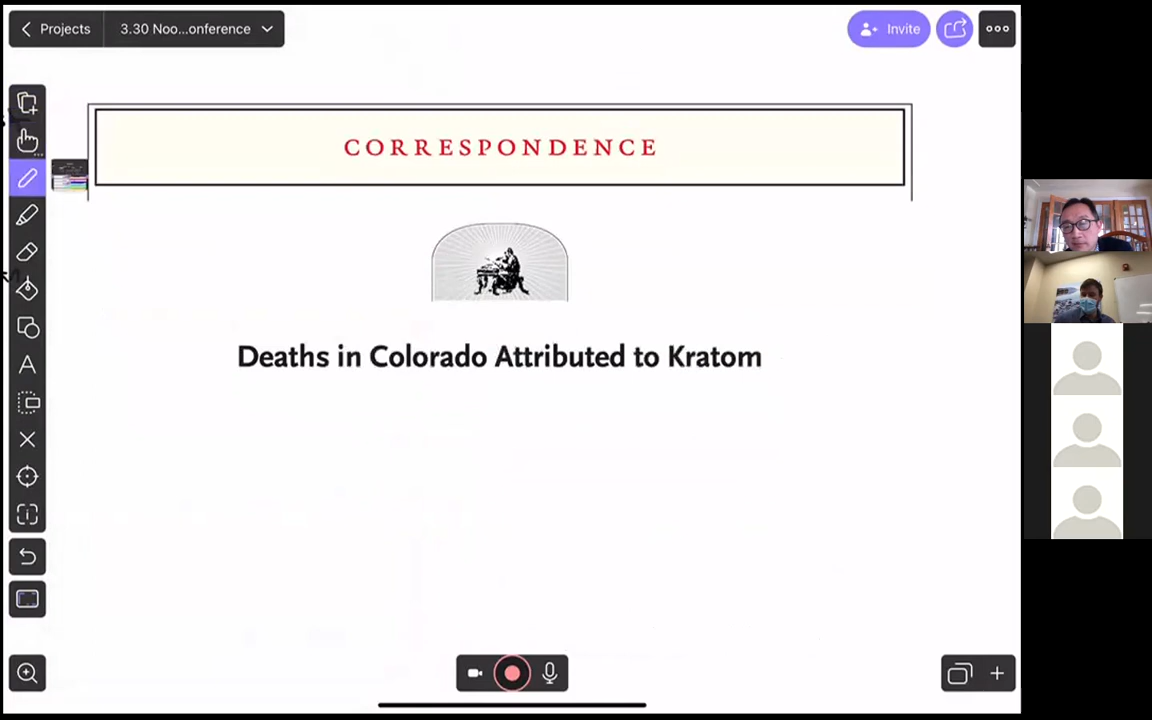 Projects
3.30 Noo...onference
Invite
CORRESPONDENCE
Deaths in Colorado Attributed to Kratom
A